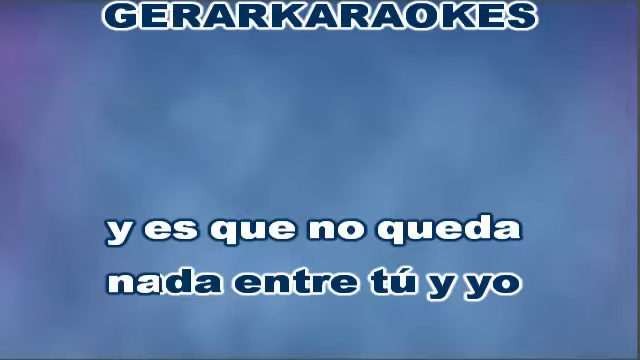 GERARKARAOKES
y es que no queda
nada entre tú y yo